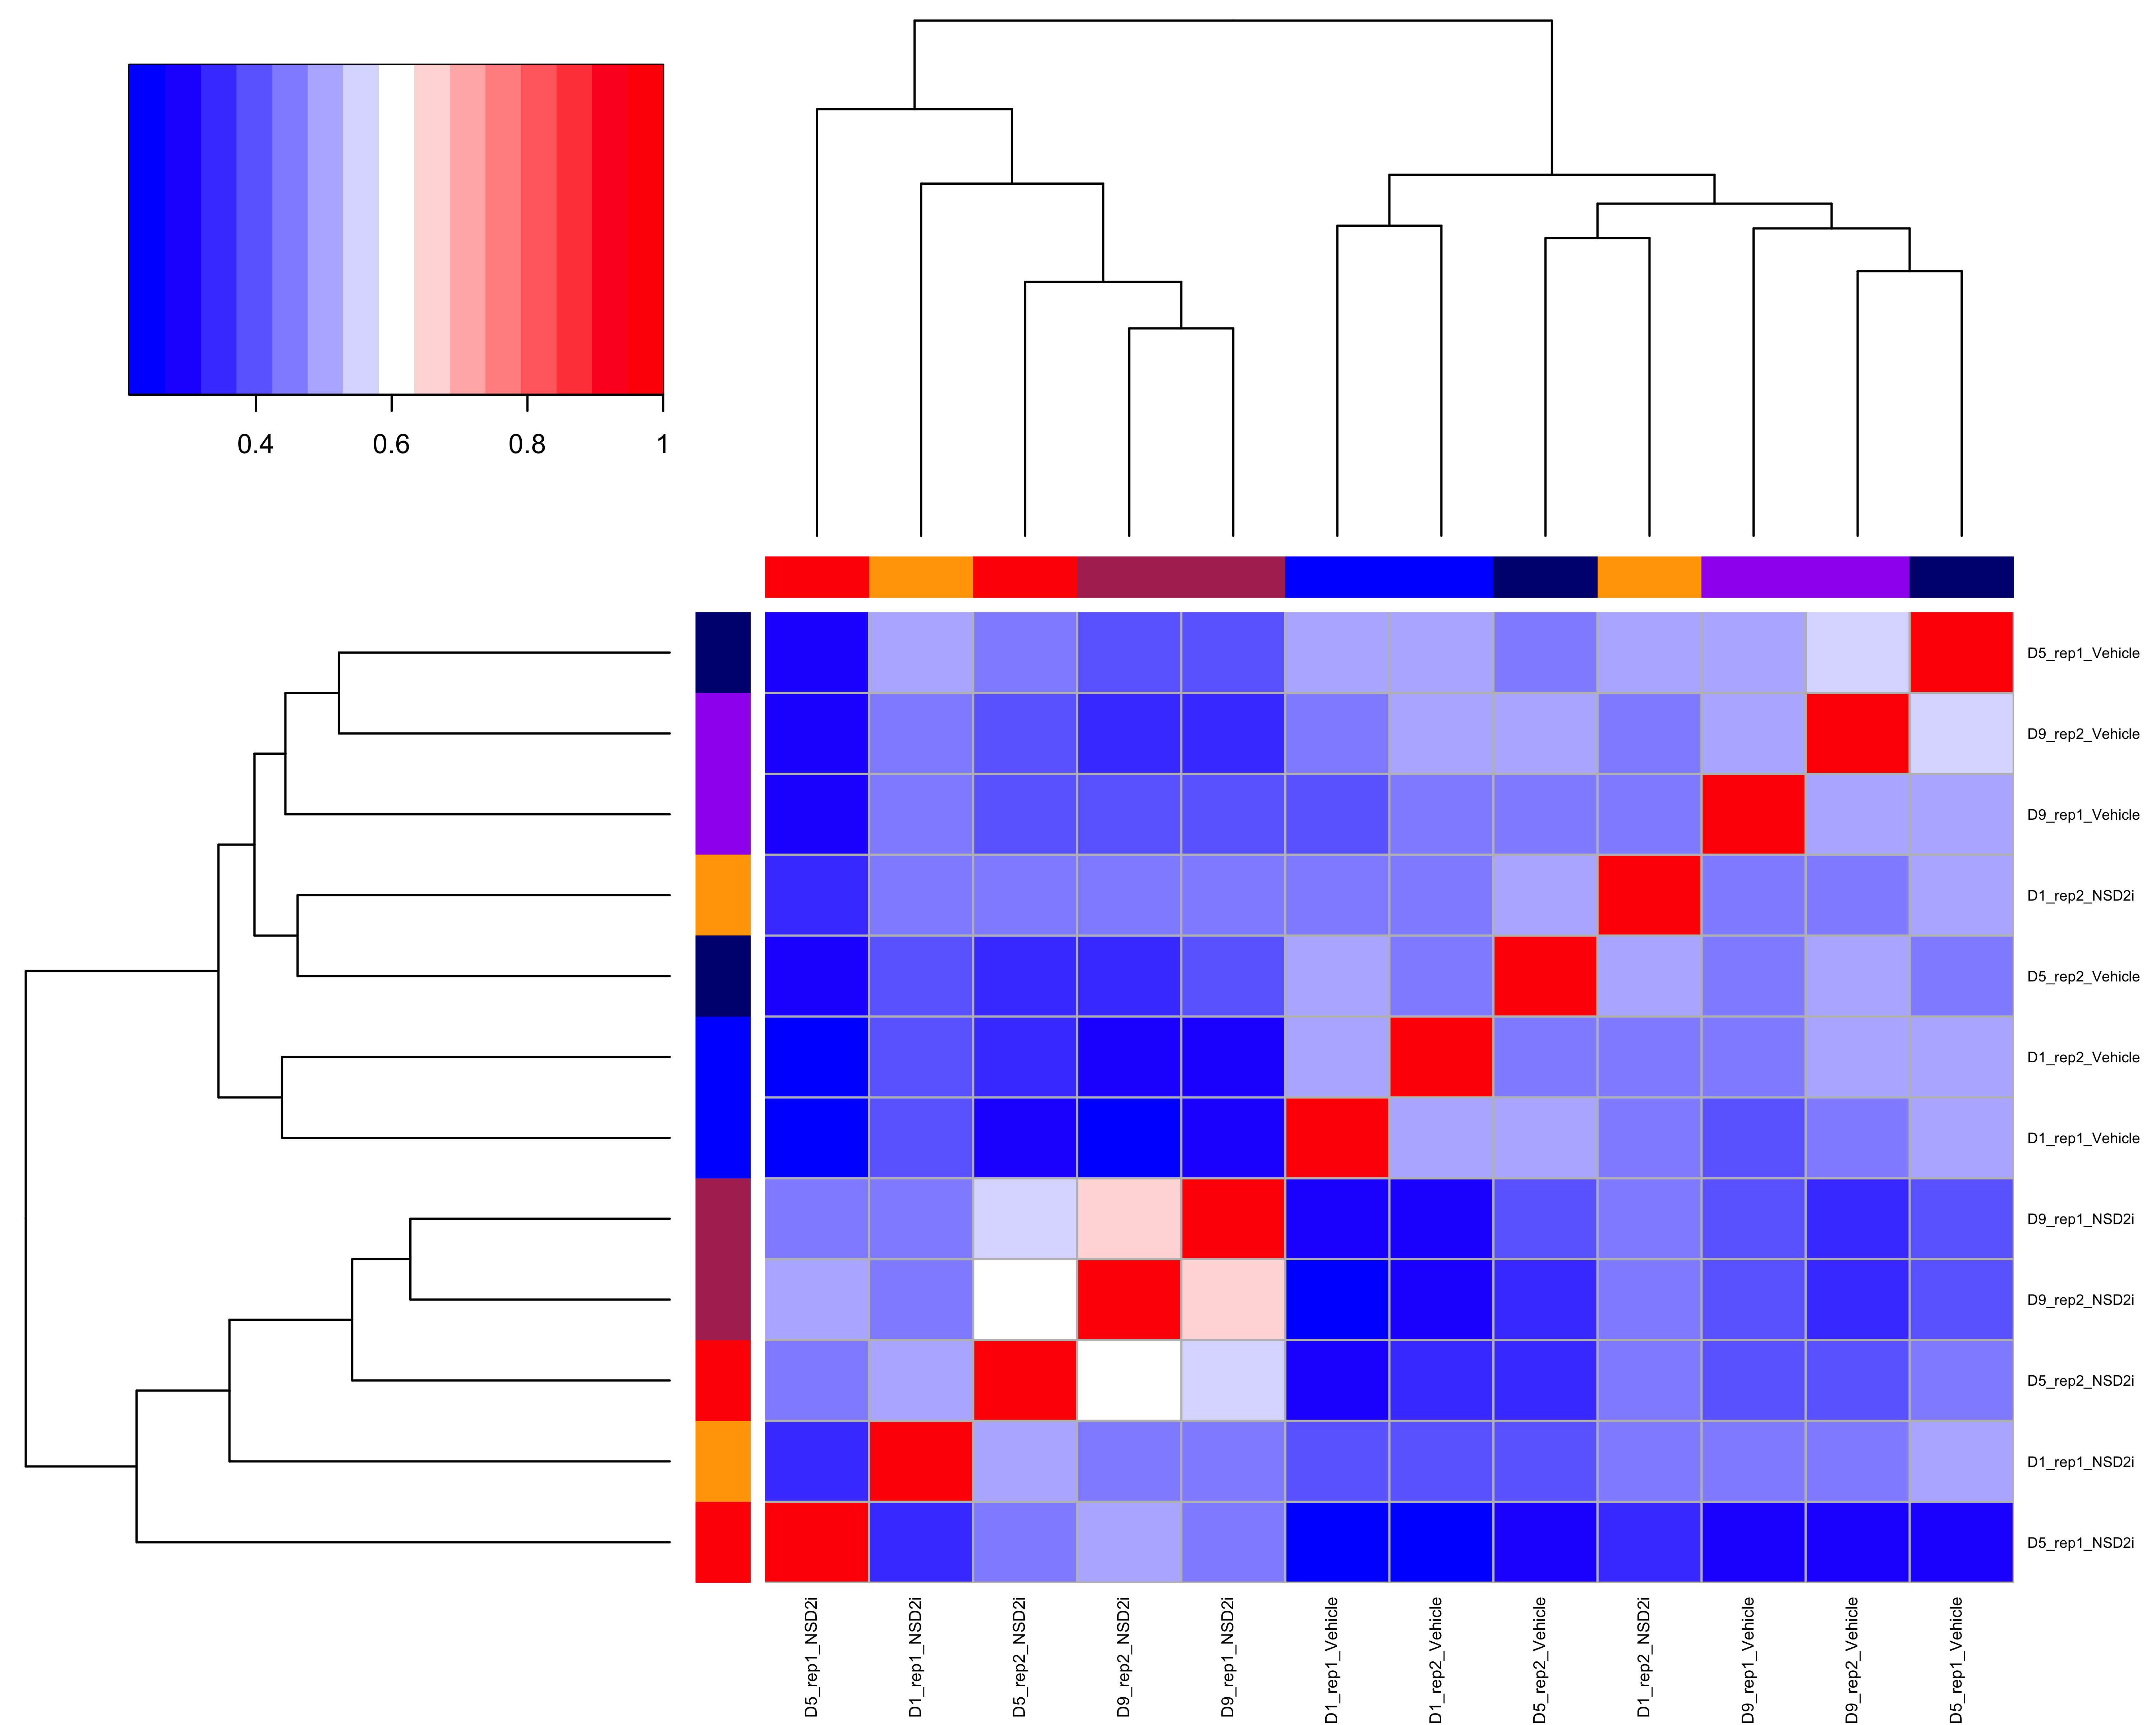 0.4
0.6
0.8
1
D5_rep1_Vehicle
D9_rep2_Vehicle
D9_rep1_Vehicle
D1_rep2_NSD2i
D5_rep2_Vehicle
D1_rep2_Vehicle
D1_rep1_Vehicle
D9_rep1_NSD2i
D9_rep2_NSD2i
D5_rep2_NSD2i
D1_rep1_NSD2i
D5_rep1_NSD2i
D5_rep1_NSD2i
D1_rep1_NSD2i
D5_rep2_NSD2i
D9_rep2_NSD2i
D9_rep1_NSD2i
D1_rep1_Vehicle
D1_rep2_Vehicle
D5_rep2_Vehicle
D1_rep2_NSD2i
D9_rep1_Vehicle
D9_rep2_Vehicle
D5_rep1_Vehicle